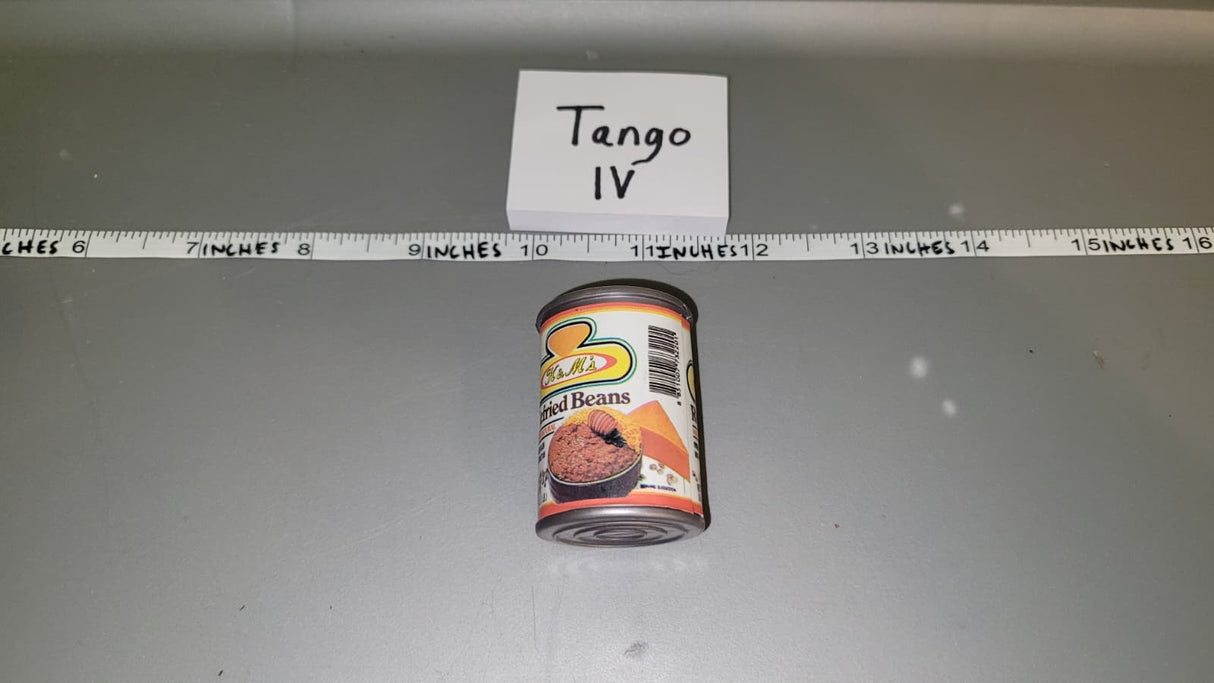 Tango
IV
CHES 6 7 INCHES 8 9 INCHES 10 11 INCHES 12 13 INCHES 14 15 INCHES 16
fried Beans